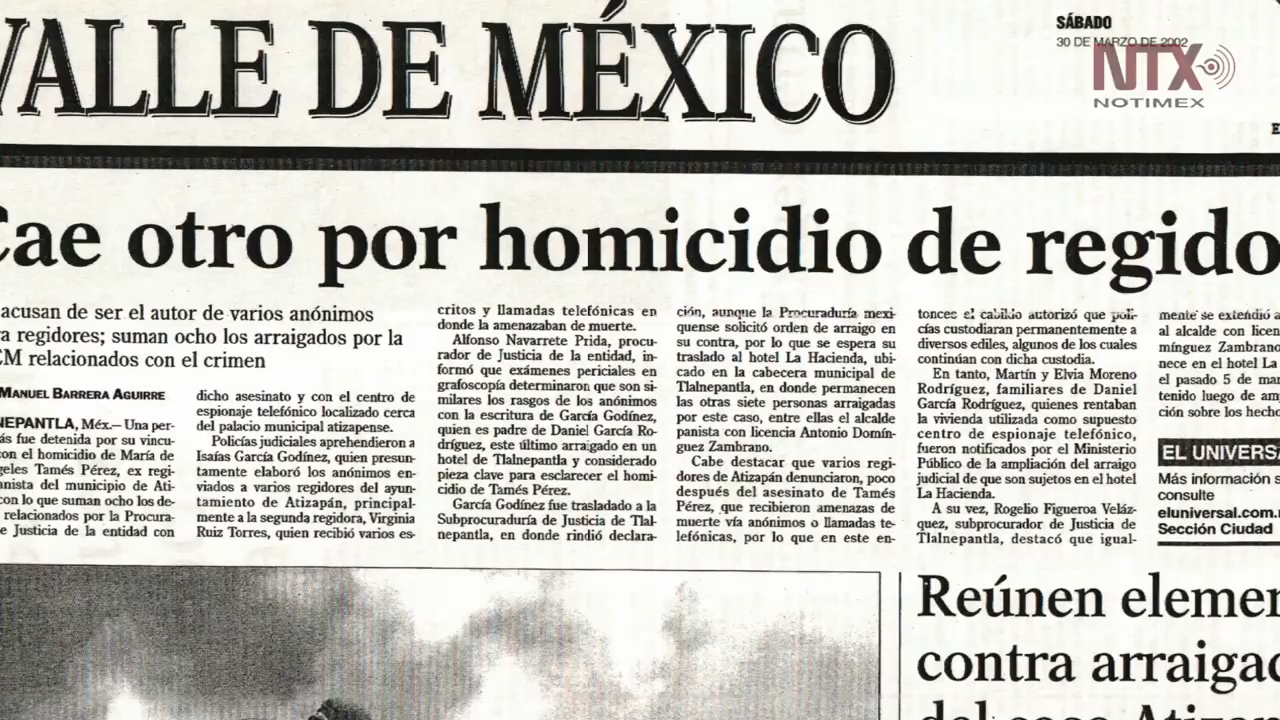 VALLE DE MÉXICO
SÁBADO
30 DE MARZO DE 2002
NTX
NOTIMEX
Cae otro por homicidio de regido
acusan de ser el autor de varios anónimos
a regidores; suman ocho los arraigados por la
CM relacionados con el crimen
MANUEL BARRERA AGUIRRE
NEPANTLA, Méx.— Una per-
ás fue detenida por su vincu-
con el homicidio de María de
geles Tamés Pérez, ex regi-
anista del municipio de Ati-
con lo que suman ocho los de-
relacionados por la Procura-
e Justicia de la entidad con
dicho asesinato y con el centro de
espionaje telefónico localizado cerca
del palacio municipal atizapense.
Policías judiciales aprehendieron a
Isaías García Godínez, quien presun-
tamente elaboró los anónimos en-
viados a varios regidores del ayun-
tamiento de Atizapán, principal-
mente a la segunda regidora, Virginia
Ruiz Torres, quien recibió varios es-
critos y llamadas telefónicas en
donde la amenazaban de muerte.
Alfonso Navarrete Prida, procu-
rador de Justicia de la entidad, in-
formó que exámenes periciales en
grafoscopía determinaron que son si-
milares los rasgos de los anónimos
con la escritura de García Godínez,
quien es padre de Daniel García Ro-
dríguez, este último arraigado en un
hotel de Tlalnepantla y considerado
pieza clave para esclarecer el homi-
cidio de Tamés Pérez.
García Godínez fue trasladado a la
Subprocuraduría de Justicia de Tlal-
nepantla, en donde rindió declara-
ción, aunque la Procuraduría mexi-
quense solicitó orden de arraigo en
su contra, por lo que se espera su
traslado al hotel La Hacienda, ubi-
cado en la cabecera municipal de
Tlalnepantla, en donde permanecen
las otras siete personas arraigadas
por este caso, entre ellas el alcalde
panista con licencia Antonio Domín-
guez Zambrano.
Cabe destacar que varios regi-
dores de Atizapán denunciaron, poco
después del asesinato de Tamés
Pérez, que recibieron amenazas de
muerte vía anónimos o llamadas te-
lefónicas, por lo que en este en-
tonces el cabildo autorizó que poli-
cías custodiaran permanentemente a
diversos ediles, algunos de los cuales
continúan con dicha custodia.
En tanto, Martín y Elvia Moreno
Rodríguez, familiares de Daniel
García Rodríguez, quienes rentaban
la vivienda utilizada como supuesto
centro de espionaje telefónico,
fueron notificados por el Ministerio
Público de la ampliación del arraigo
judicial de que son sujetos en el hotel
La Hacienda.
A su vez, Rogelio Figueroa Veláz-
quez, subprocurador de Justicia de
Tlalnepantla, destacó que igual-
mente se extendió a
al alcalde con licen
mínguez Zambrano
nece en el hotel La
el pasado 5 de mar
tenido luego de am
ción sobre los hecho
EL UNIVERSA
Más información s
consulte
eluniversal.com.m
Sección Ciudad
Reúnen elemen
contra arraigad
del caso Atizap